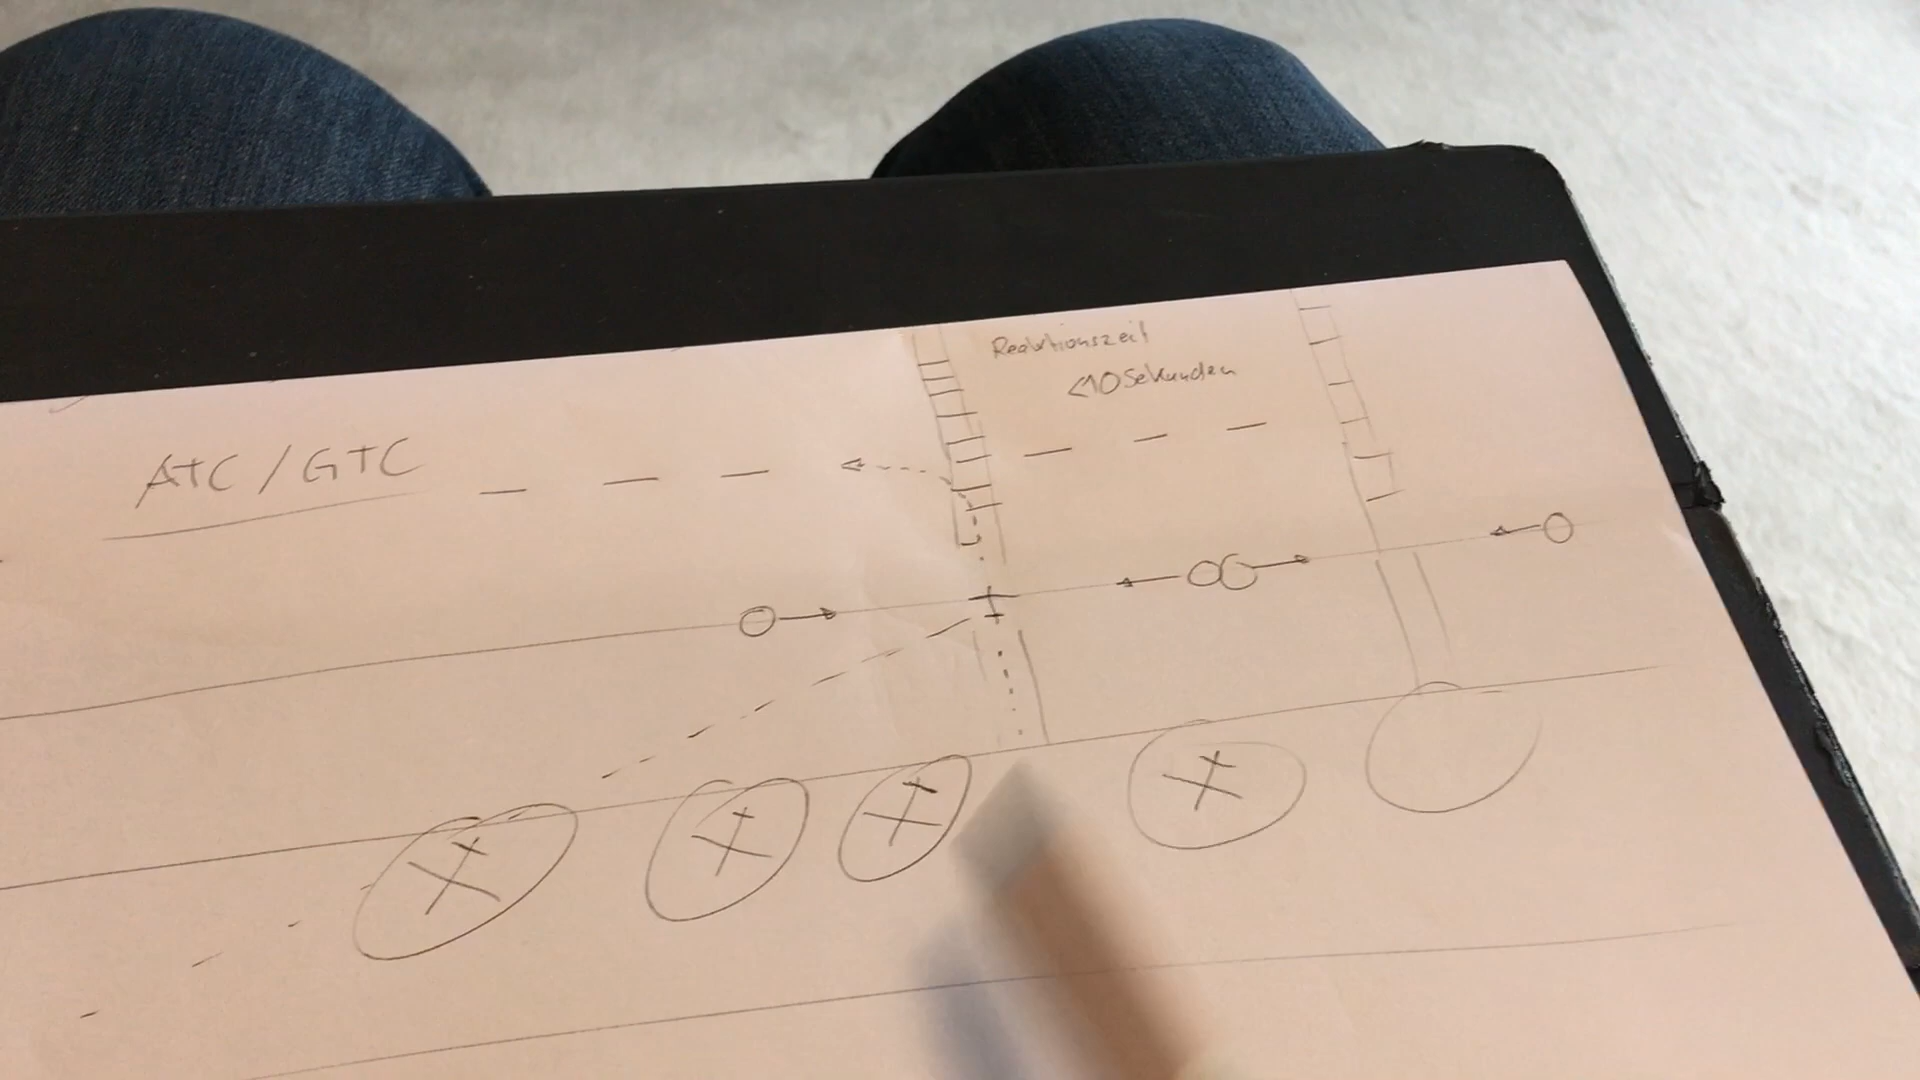 Reaktionszeit
<10 Sekunden
ATC / GTC